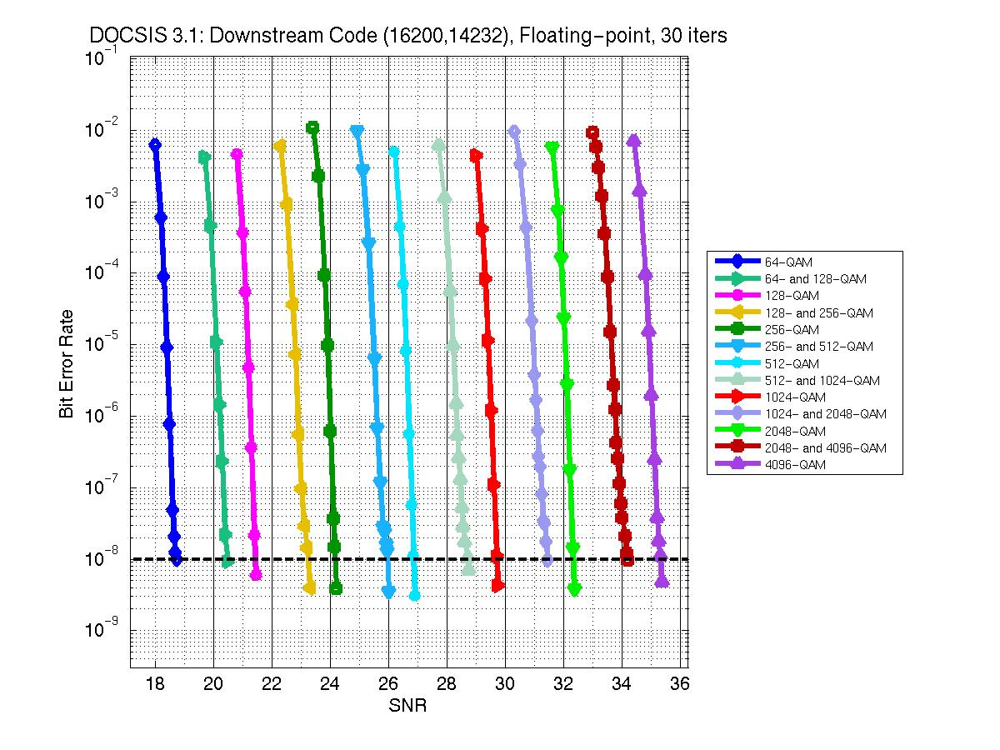 DOCSIS 3.1: Downstream Code (16200,14232), Floating-point, 30 iters
10^-1
10^-2
10^-3
10^-4
10^-5
10^-6
10^-7
10^-8
10^-9
Bit Error Rate
18 20 22 24 26 28 30 32 34 36
SNR
64-QAM
64- and 128-QAM
128-QAM
128- and 256-QAM
256-QAM
256- and 512-QAM
512-QAM
512- and 1024-QAM
1024-QAM
1024- and 2048-QAM
2048-QAM
2048- and 4096-QAM
4096-QAM